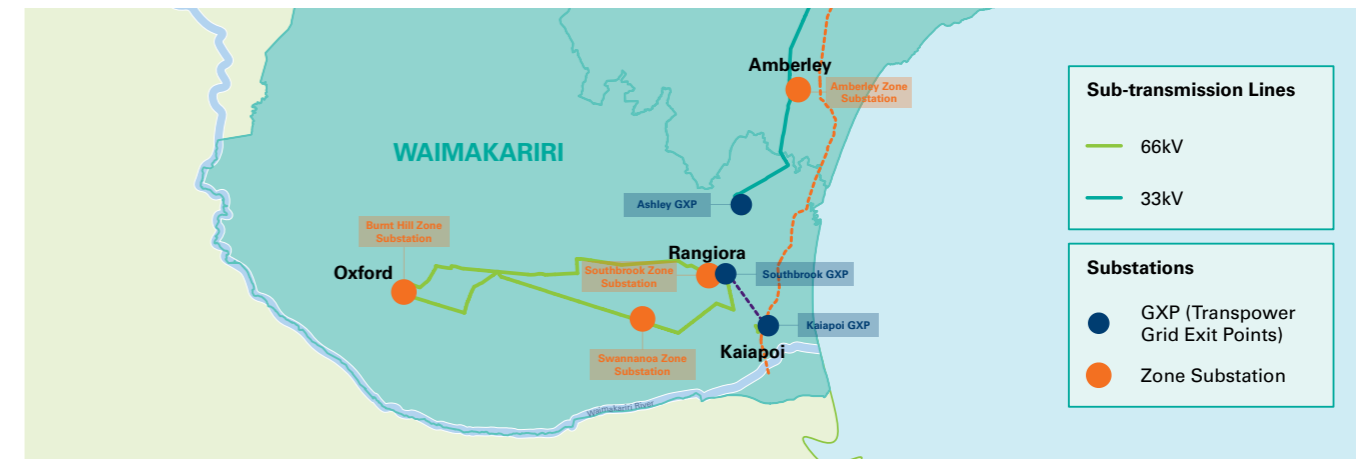 Amberley
Amberley Zone
Substation
WAIMAKARIRI
Ashley GXP
Burnt Hill Zone
Substation
Oxford
Rangiora
Southbrook Zone
Substation
Southbrook GXP
Kaiapoi GXP
Kaiapoi
Swannanoa Zone
Substation
Waimakariri River
Sub-transmission Lines
66kV
33kV
Substations
GXP (Transpower
Grid Exit Points)
Zone Substation